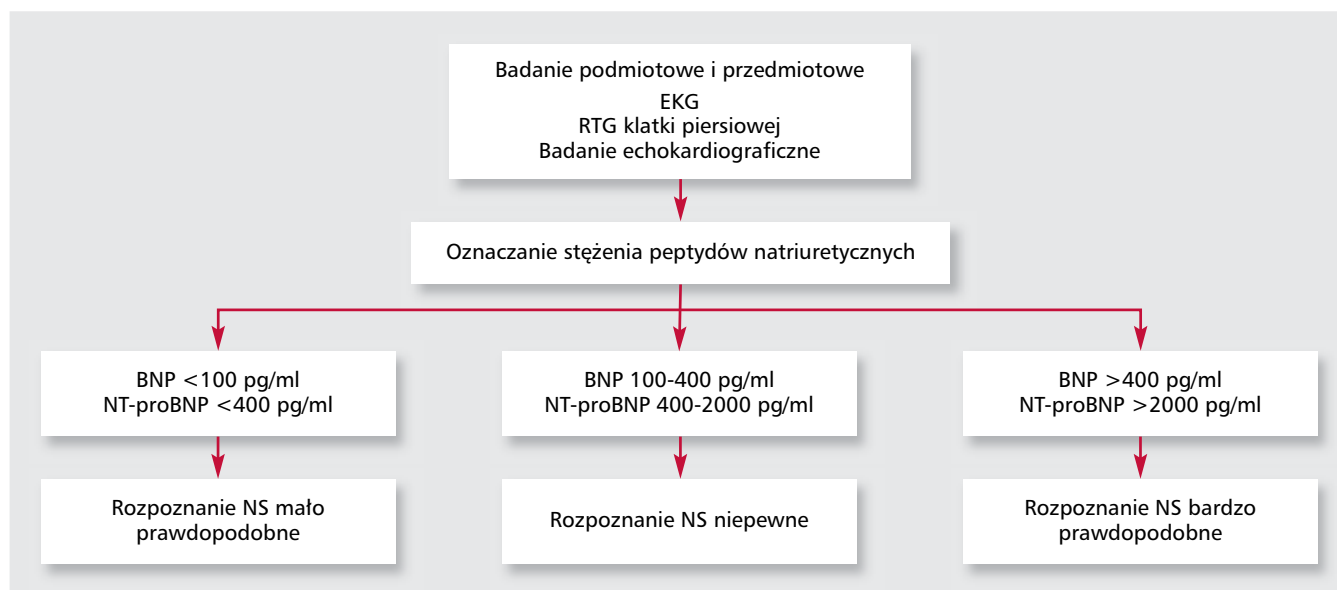 Badanie podmiotowe i przedmiotowe
EKG
RTG klatki piersiowej
Badanie echokardiograficzne
Oznaczanie stężenia peptydów natriuretycznych
BNP <100 pg/ml
NT-proBNP <400 pg/ml
BNP 100-400 pg/ml
NT-proBNP 400-2000 pg/ml
BNP >400 pg/ml
NT-proBNP >2000 pg/ml
Rozpoznanie NS mało
prawdopodobne
Rozpoznanie NS niepewne
Rozpoznanie NS bardzo
prawdopodobne